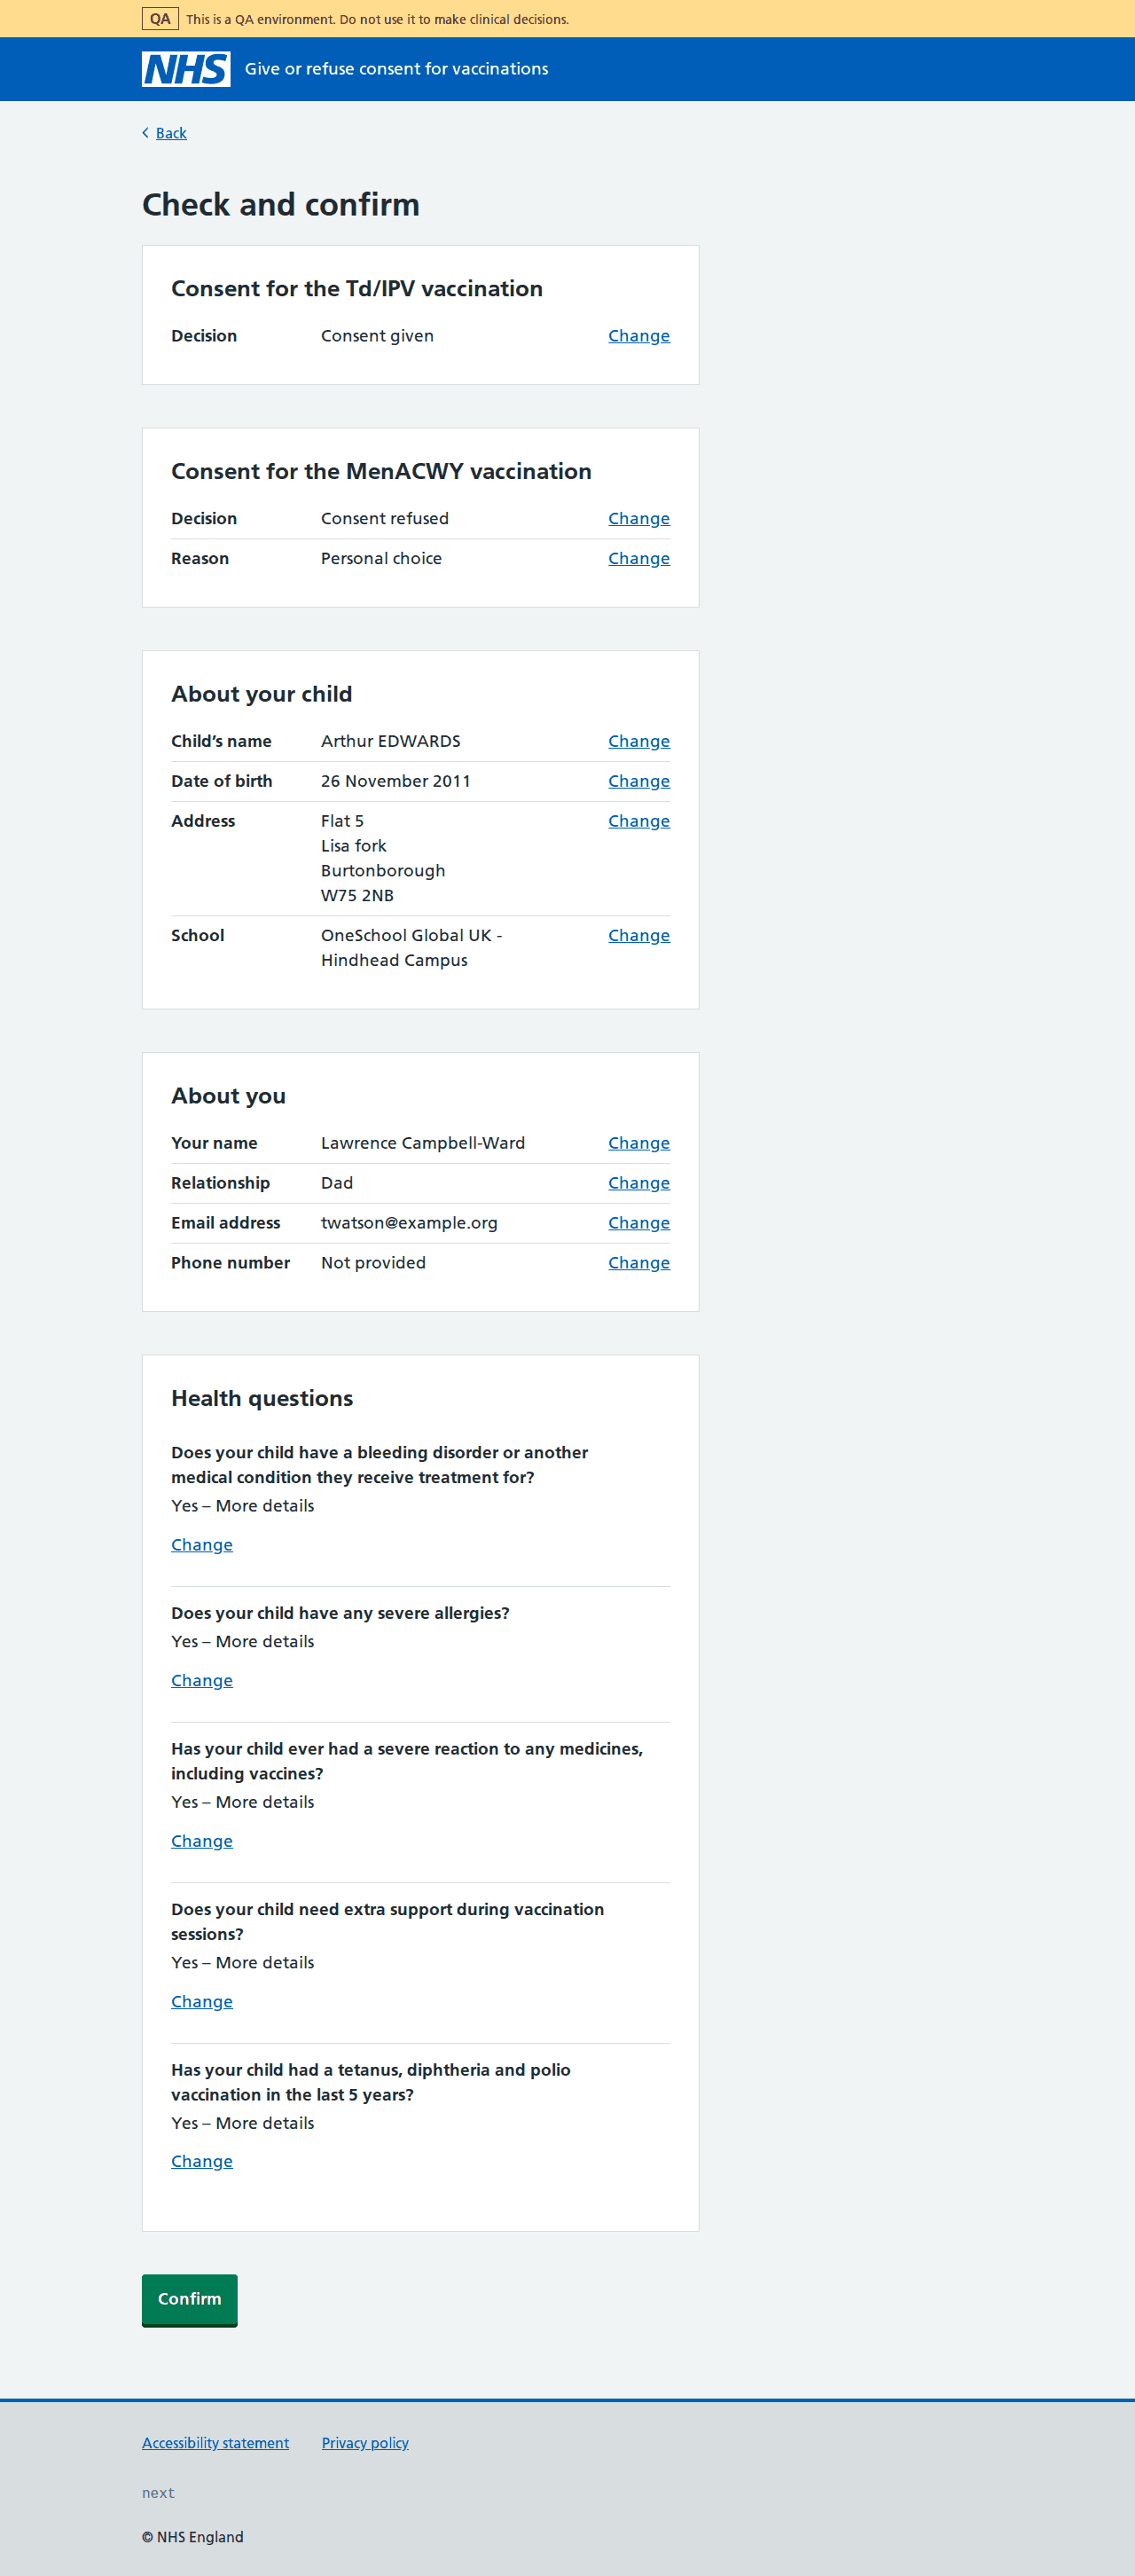 QA This is a QA environment. Do not use it to make clinical decisions.
NHS Give or refuse consent for vaccinations
Back
Check and confirm
Consent for the Td/IPV vaccination
Decision Consent given Change
Consent for the MenACWY vaccination
Decision Consent refused Change
Reason Personal choice Change
About your child
Child’s name Arthur EDWARDS Change
Date of birth 26 November 2011 Change
Address Flat 5 Change
Lisa fork
Burtonborough
W75 2NB
School OneSchool Global UK - Change
Hindhead Campus
About you
Your name Lawrence Campbell-Ward Change
Relationship Dad Change
Email address twatson@example.org Change
Phone number Not provided Change
Health questions
Does your child have a bleeding disorder or another
medical condition they receive treatment for?
Yes – More details
Change
Does your child have any severe allergies?
Yes – More details
Change
Has your child ever had a severe reaction to any medicines,
including vaccines?
Yes – More details
Change
Does your child need extra support during vaccination
sessions?
Yes – More details
Change
Has your child had a tetanus, diphtheria and polio
vaccination in the last 5 years?
Yes – More details
Change
Confirm
Accessibility statement Privacy policy
next
© NHS England